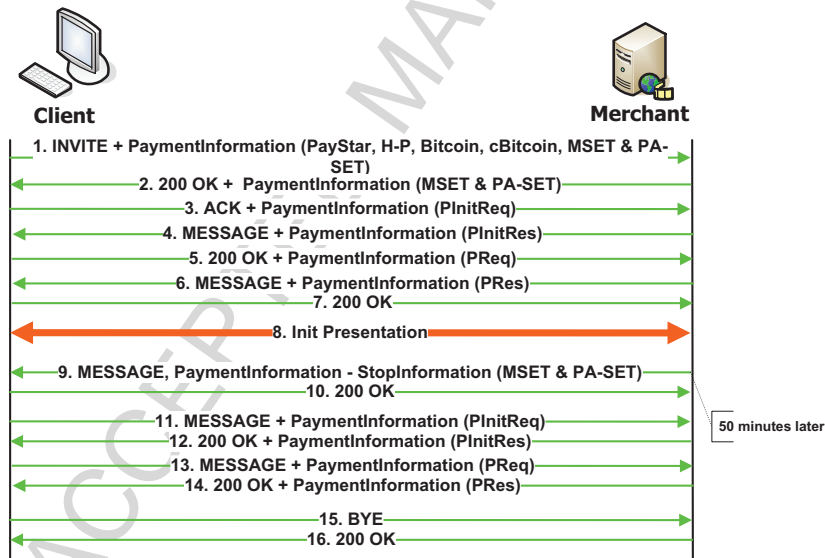 Client
Merchant
1. INVITE + PaymentInformation (PayStar, H-P, Bitcoin, cBitcoin, MSET & PA-
SET)
2. 200 OK + PaymentInformation (MSET & PA-SET)
3. ACK + PaymentInformation (PInitReq)
4. MESSAGE + PaymentInformation (PInitRes)
5. 200 OK + PaymentInformation (PReq)
6. MESSAGE + PaymentInformation (PRes)
7. 200 OK
8. Init Presentation
9. MESSAGE, PaymentInformation - StopInformation (MSET & PA-SET)
10. 200 OK
50 minutes later
11. MESSAGE + PaymentInformation (PInitReq)
12. 200 OK + PaymentInformation (PInitRes)
13. MESSAGE + PaymentInformation (PReq)
14. 200 OK + PaymentInformation (PRes)
15. BYE
16. 200 OK